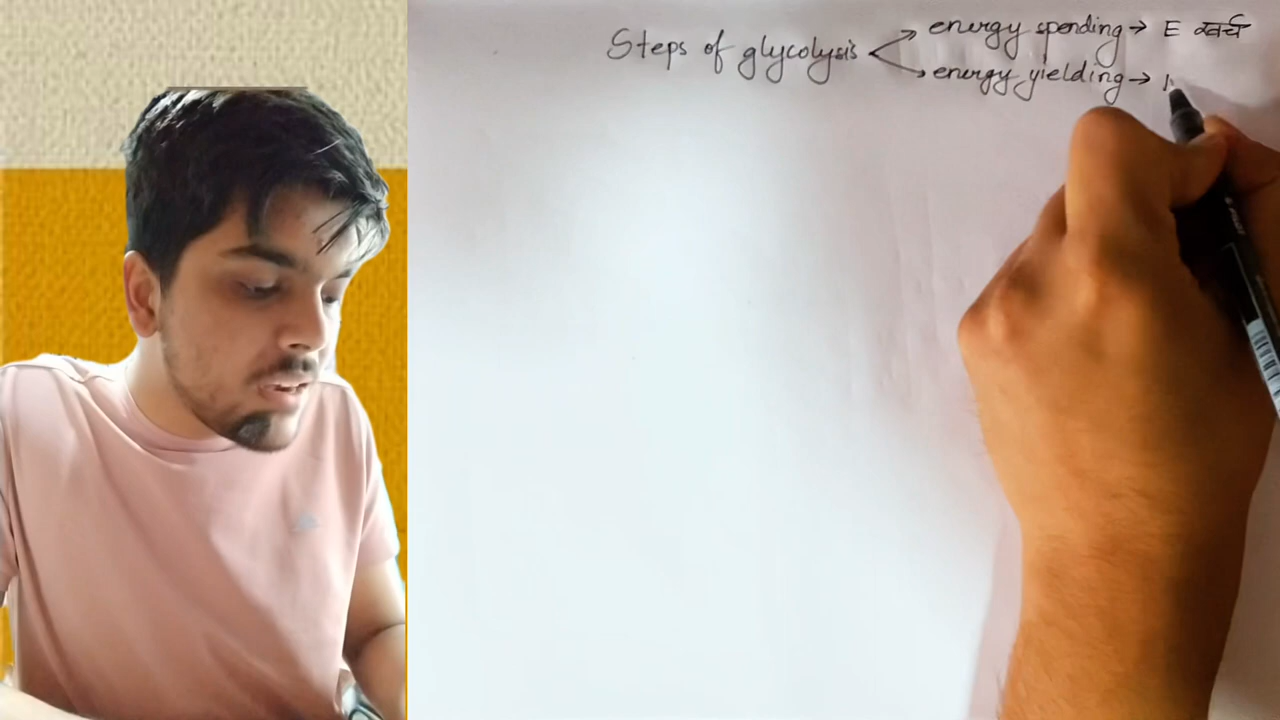 Steps of glycolysis
energy spending → E खर्च
energy yielding →